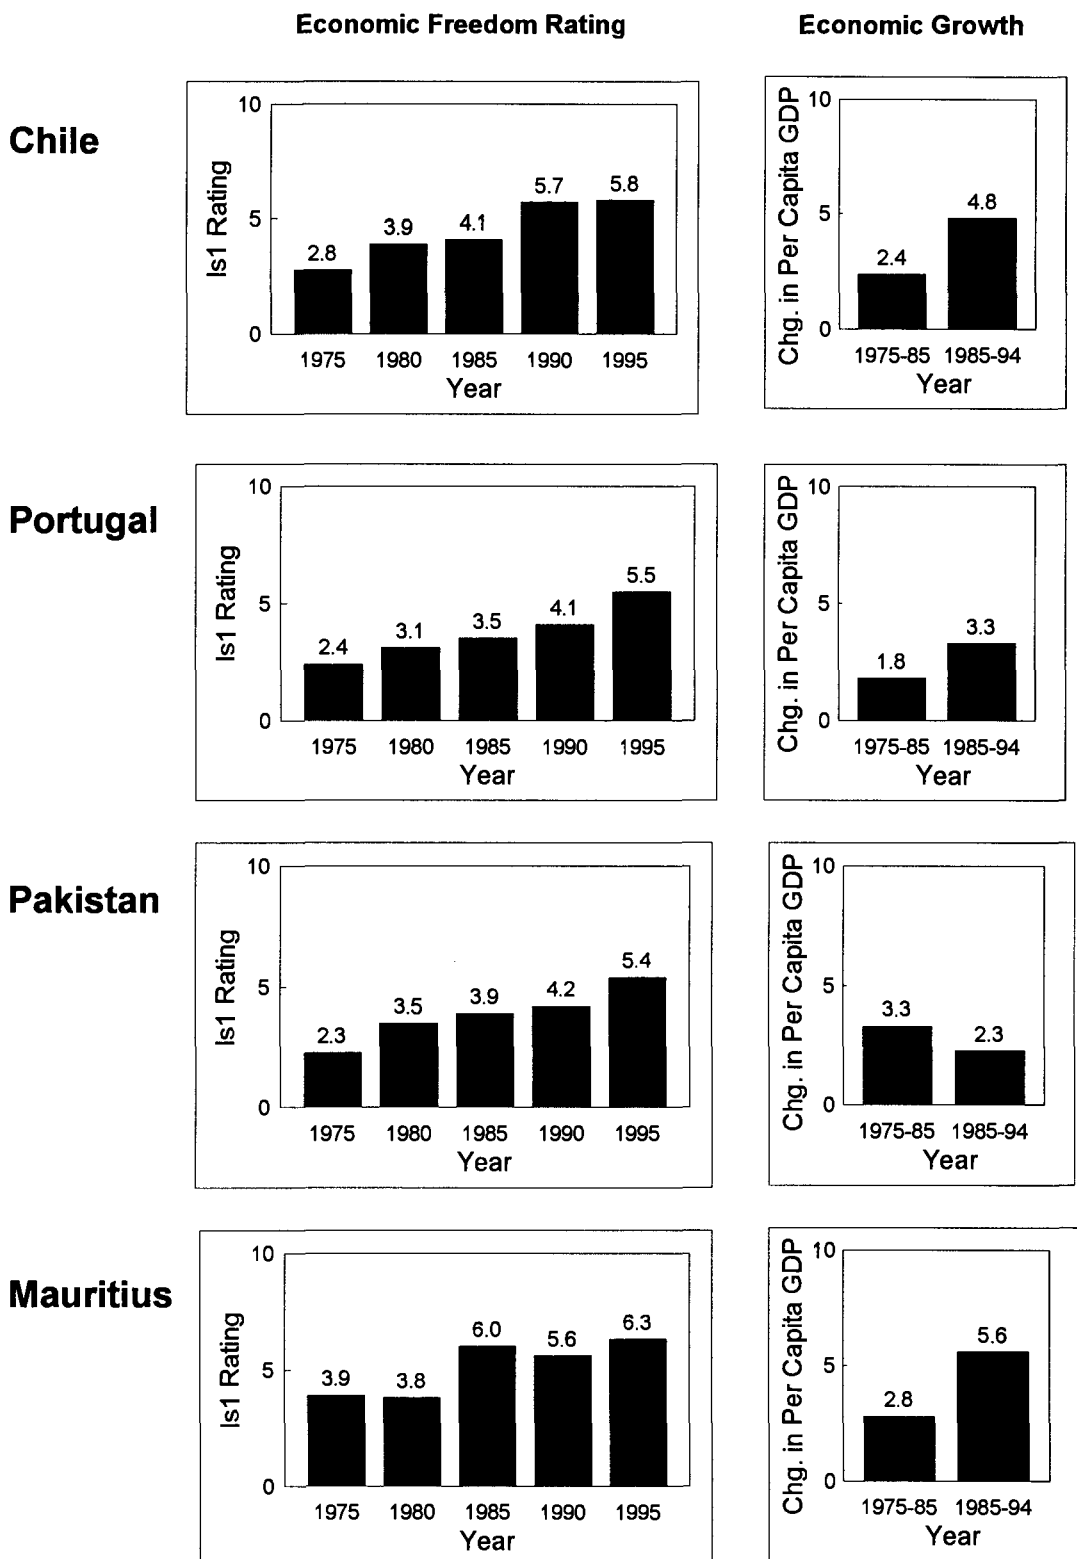 Economic Freedom Rating
Economic Growth
Chile
Is1 Rating
10
5
0
2.8
3.9
4.1
5.7
5.8
1975 1980 1985 1990 1995
Year
Chg. in Per Capita GDP
10
5
0
2.4
4.8
1975-85 1985-94
Year
Portugal
Is1 Rating
10
5
0
2.4
3.1
3.5
4.1
5.5
1975 1980 1985 1990 1995
Year
Chg. in Per Capita GDP
10
5
0
1.8
3.3
1975-85 1985-94
Year
Pakistan
Is1 Rating
10
5
0
2.3
3.5
3.9
4.2
5.4
1975 1980 1985 1990 1995
Year
Chg. in Per Capita GDP
10
5
0
3.3
2.3
1975-85 1985-94
Year
Mauritius
Is1 Rating
10
5
0
3.9
3.8
6.0
5.6
6.3
1975 1980 1985 1990 1995
Year
Chg. in Per Capita GDP
10
5
0
2.8
5.6
1975-85 1985-94
Year